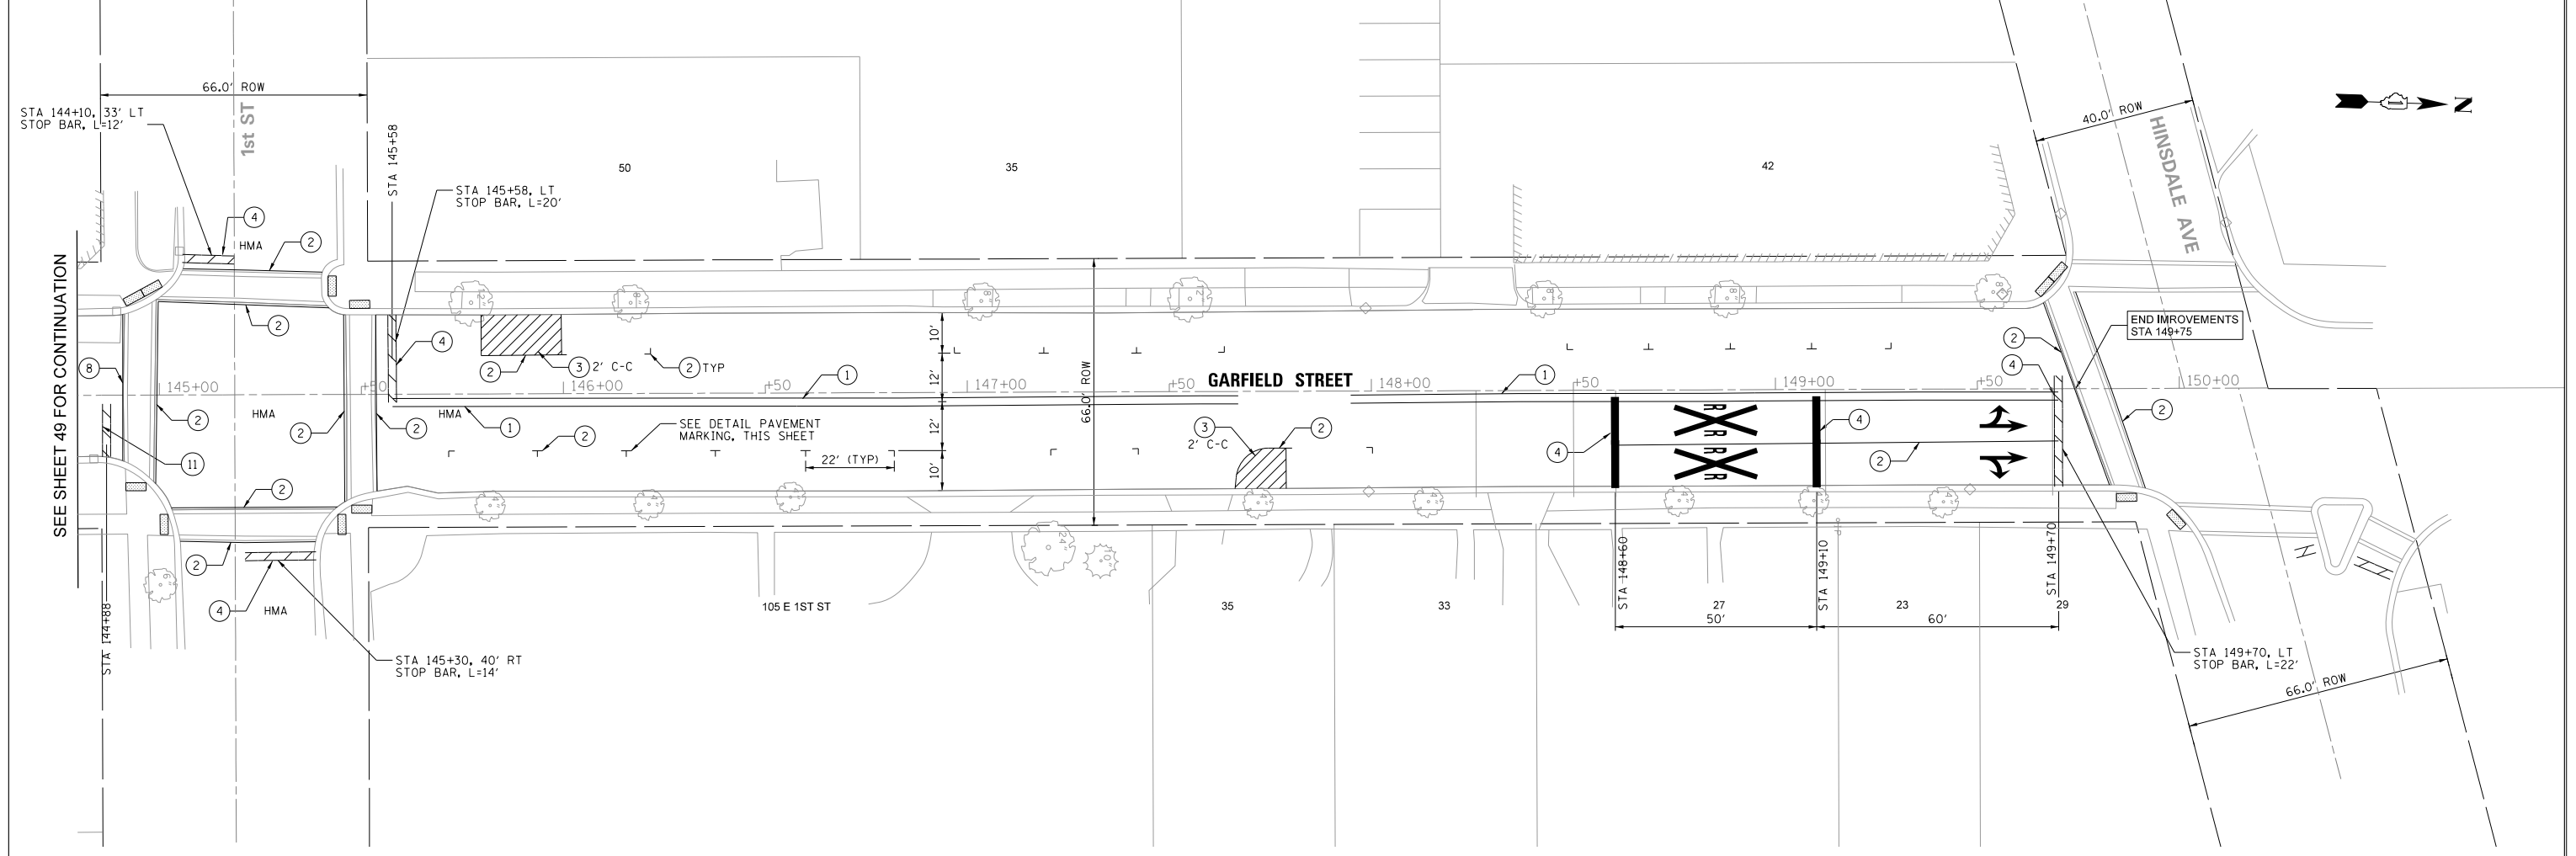 66.0' ROW
STA 144+10, 33' LT
STOP BAR, L=12'
1st ST
STA 145+58
STA 145+58, LT
STOP BAR, L=20'
50
35
42
40.0' ROW
HINSDALE AVE
N
4
HMA
2
SEE SHEET 49 FOR CONTINUATION
2
8
4
2
3
2' C-C
2 TYP
10'
12'
12'
10'
66.0' ROW
1
145+00
+50
146+00
+50
147+00
+50
GARFIELD STREET
148+00
1
+50
149+00
+50
150+00
END IMROVEMENTS
STA 149+75
2
4
2
HMA
2
2
2
HMA
1
2
SEE DETAIL PAVEMENT
MARKING, THIS SHEET
22' (TYP)
3
2' C-C
2
4
R R
R R
4
2
11
2
2
4
HMA
STA 144+88
STA 145+30, 40' RT
STOP BAR, L=14'
105 E 1ST ST
35
33
27
23
29
STA 148+60
STA 149+10
STA 149+70
50'
60'
STA 149+70, LT
STOP BAR, L=22'
66.0' ROW